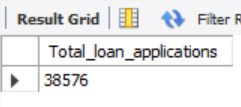 Result Grid Filter R
Total_loan_applications
38576